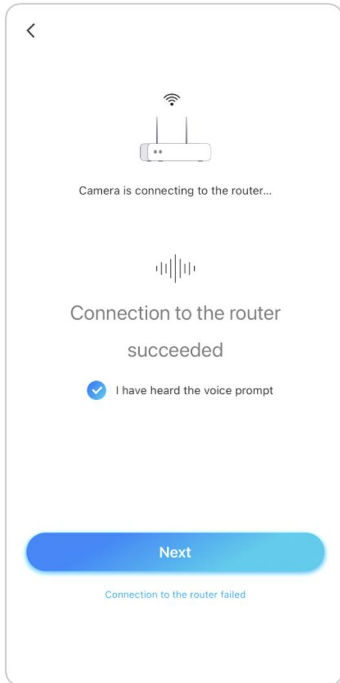 Camera is connecting to the router...
Connection to the router
succeeded
I have heard the voice prompt
Next
Connection to the router failed